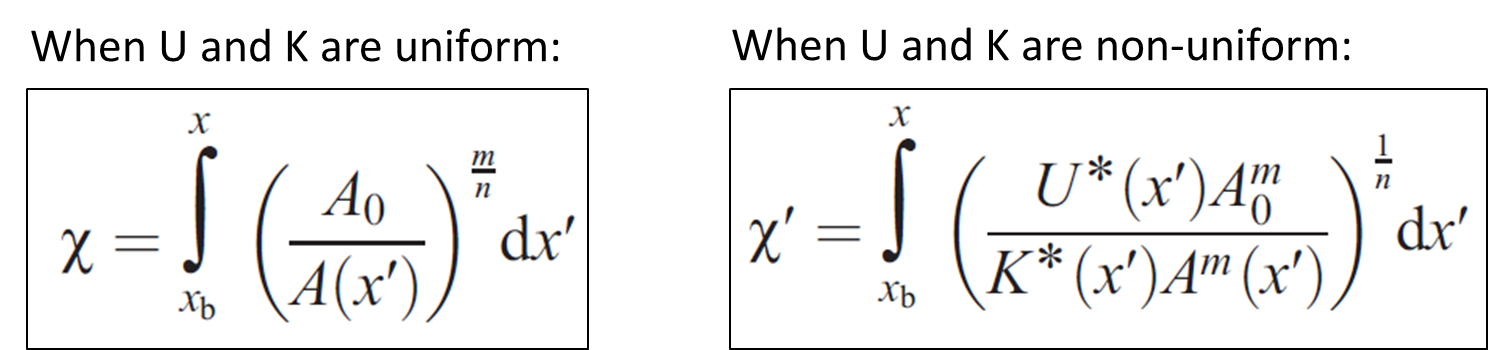 When U and K are uniform:
χ = ∫_{x_b}^{x} (A_0 / A(x′))^{m/n} dx′
When U and K are non-uniform:
χ′ = ∫_{x_b}^{x} (U*(x′)A_0^m / K*(x′)A^m(x′))^{1/n} dx′